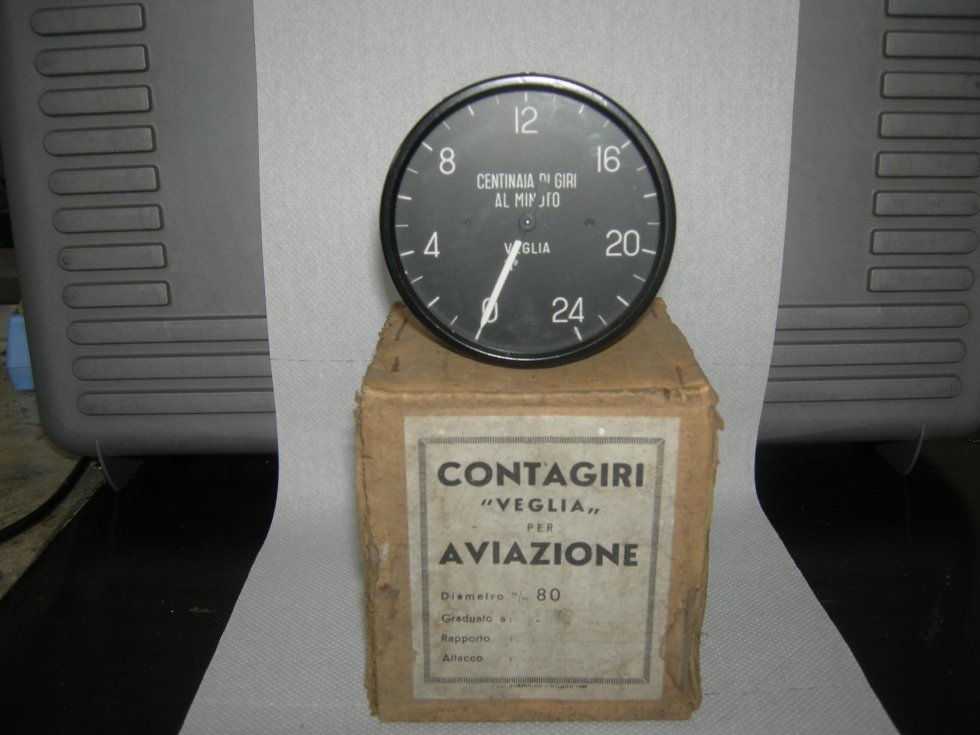 12
8
16
CENTINAIA DI GIRI
AL MINUTO
4
VEGLIA
20
0
24
CONTAGIRI
"VEGLIA„
PER
AVIAZIONE
Diametro m/m 80
Graduato a:
Rapporto :
Attacco :